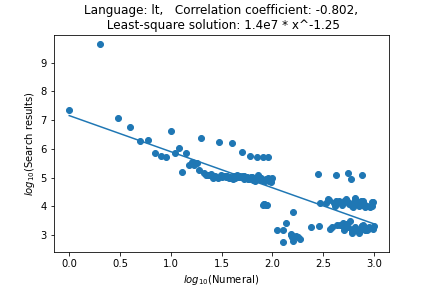 Language: lt,   Correlation coefficient: -0.802,
Least-square solution: 1.4e7 * x^-1.25
log₁₀(Search results)
9
8
7
6
5
4
3
0.0 0.5 1.0 1.5 2.0 2.5 3.0
log₁₀(Numeral)